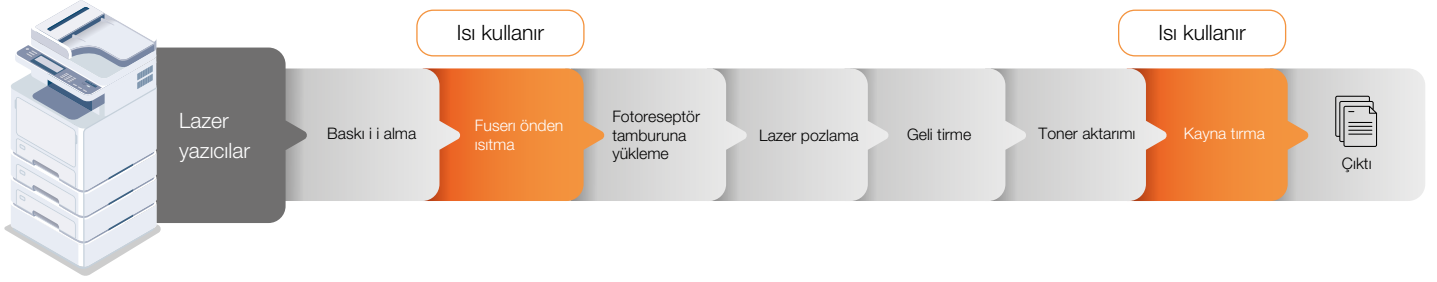 Isı kullanır
Isı kullanır
Lazer
yazıcılar
Baskı i i alma
Fuserı önden
ısıtma
Fotoreseptör
tamburuna
yükleme
Lazer pozlama
Geli tirme
Toner aktarımı
Kayna tırma
Çıktı